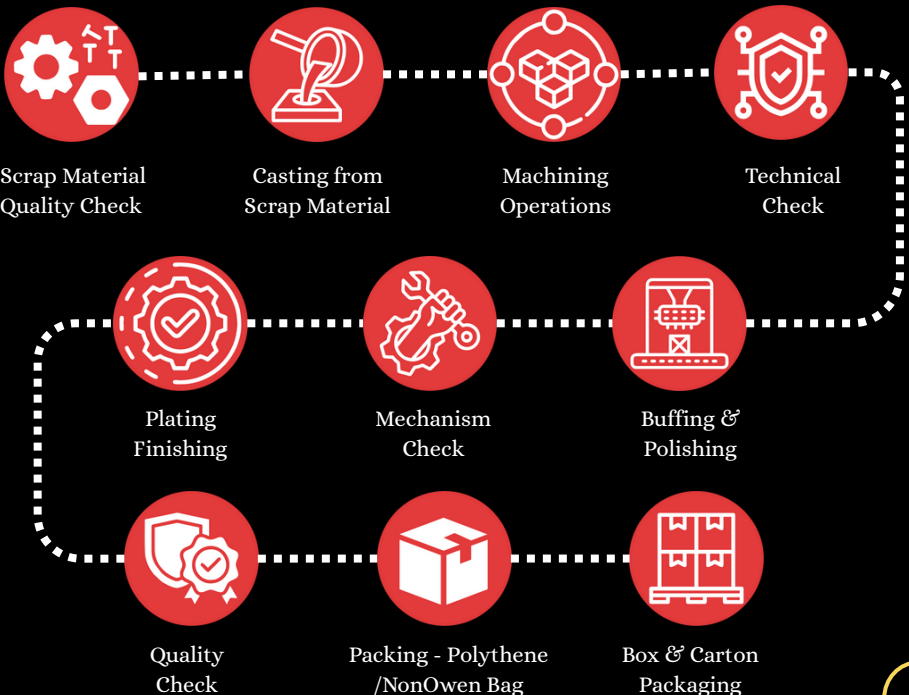 Scrap Material
Quality Check
Casting from
Scrap Material
Machining
Operations
Technical
Check
Plating
Finishing
Mechanism
Check
Buffing &
Polishing
Quality
Check
Packing - Polythene
/NonOwen Bag
Box & Carton
Packaging